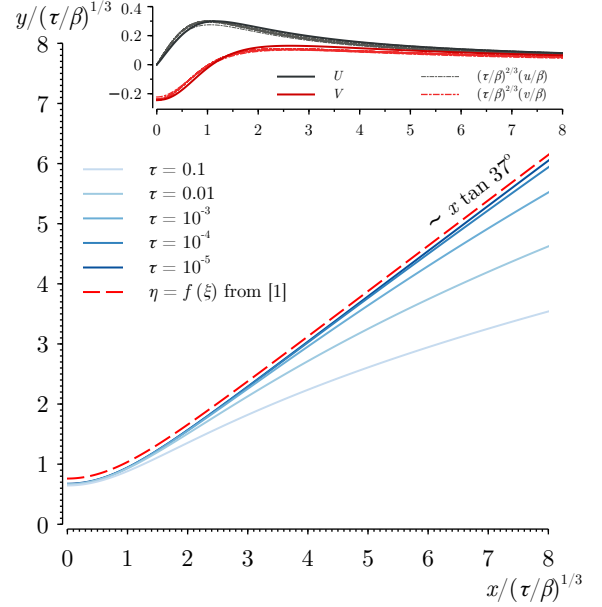 y/(τ/β)^1/3
0.4
0.2
0
−0.2
U
V
(τ/β)^2/3(u/β)
(τ/β)^2/3(v/β)
0 1 2 3 4 5 6 7 8
8
7
6
5
4
3
2
1
0
τ = 0.1
τ = 0.01
τ = 10^-3
τ = 10^-4
τ = 10^-5
η = f(ξ) from [1]
~ x tan 37°
0 1 2 3 4 5 6 7 8
x/(τ/β)^1/3